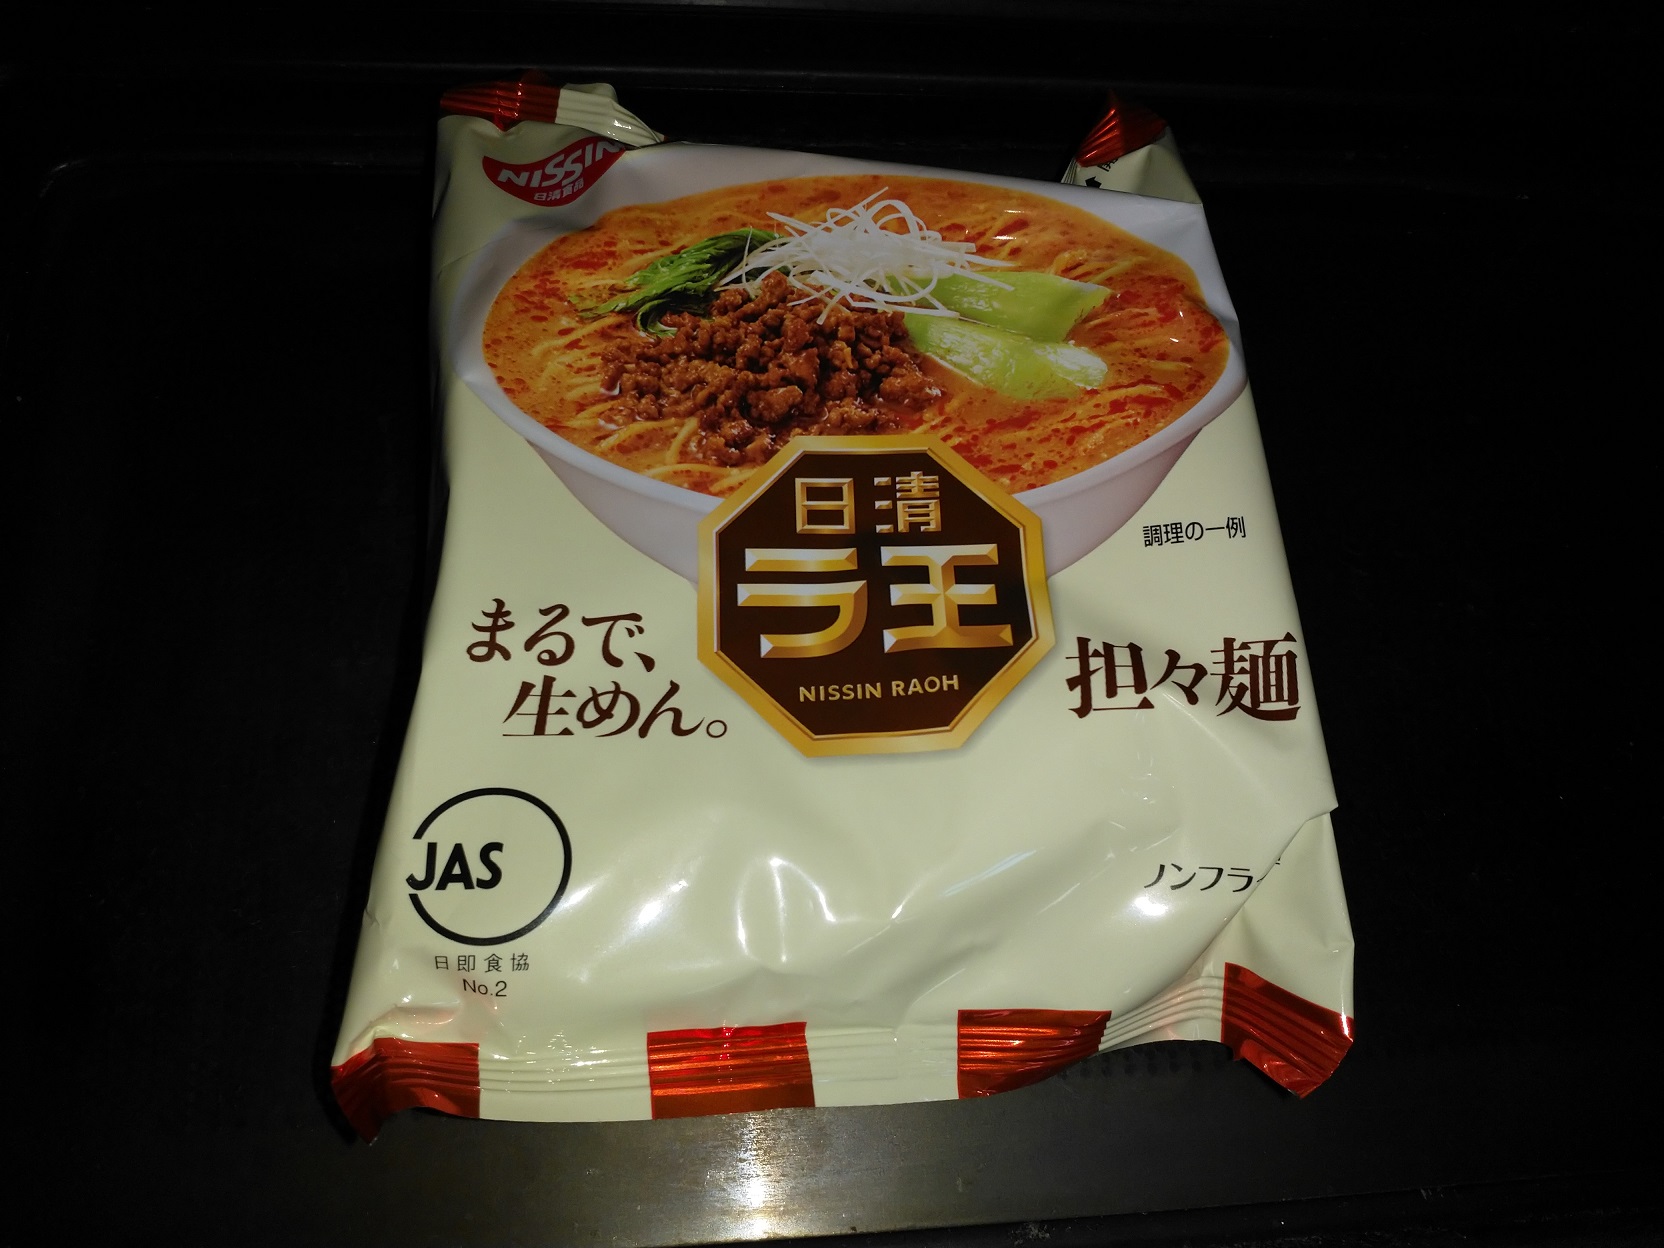 NISSIN
日清食品
日清
ラ王
NISSIN RAOH
調理の一例
まるで、
生めん。
担々麺
JAS
日即食協
No.2
ノンフライ